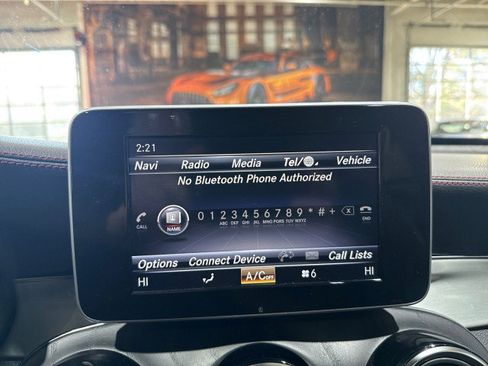 2:21
Navi Radio Media Tel/ Vehicle
No Bluetooth Phone Authorized
0 1 2 3 4 5 6 7 8 9 * # +
ABC DEF GHI JKL MNO PQRS TUV WXYZ
CALL NAME END
Options Connect Device Call Lists
HI A/C OFF 6 HI